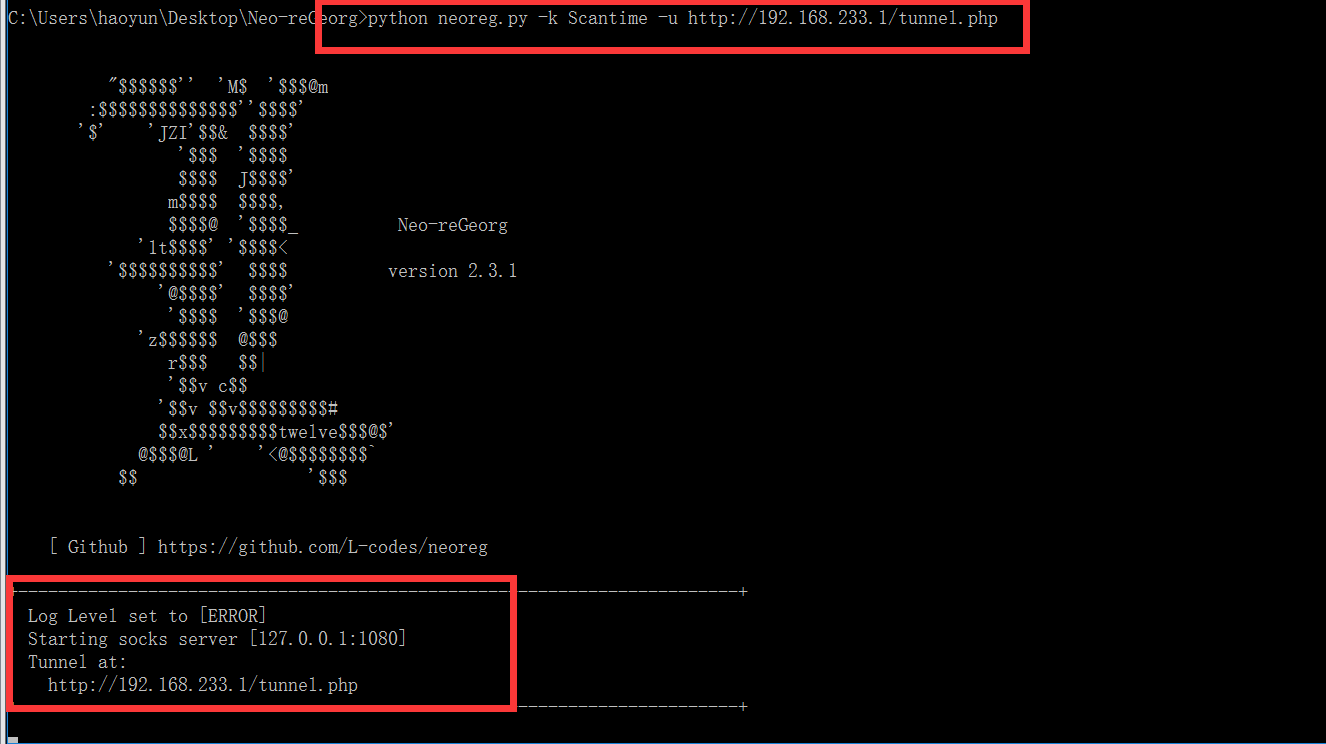 C:\Users\haoyun\Desktop\Neo-reGeorg>python neoreg.py -k Scantime -u http://192.168.233.1/tunnel.php
"$$$$$$''  'M$  '$$$@m
:$$$$$$$$$$$$$$''$$$$'
'$'    'JZI'$$&  $$$$'
'$$$  '$$$$
$$$$  J$$$$'
m$$$$  $$$$,
$$$$@  '$$$$_          Neo-reGeorg
'1t$$$$' '$$$$<
'$$$$$$$$$$'  $$$$          version 2.3.1
'@$$$$'  $$$$'
'$$$$  '$$$@
'z$$$$$$  @$$$
r$$$   $$|
'$$v c$$
'$$v $$v$$$$$$$$$#
$$x$$$$$$$$$twelve$$$@$'
@$$$@L '    '<@$$$$$$$$`
$$                 '$$$
[ Github ] https://github.com/L-codes/neoreg
Log Level set to [ERROR]
Starting socks server [127.0.0.1:1080]
Tunnel at:
http://192.168.233.1/tunnel.php